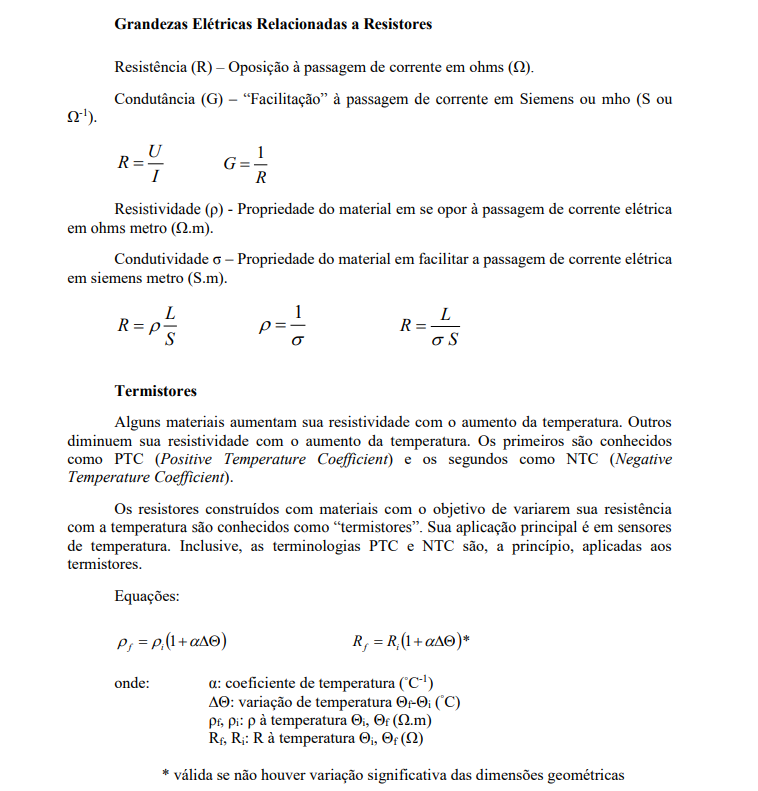 Grandezas Elétricas Relacionadas a Resistores
Resistência (R) – Oposição à passagem de corrente em ohms (Ω).
Condutância (G) – “Facilitação” à passagem de corrente em Siemens ou mho (S ou
Ω⁻¹).
R = U/I G = 1/R
Resistividade (ρ) - Propriedade do material em se opor à passagem de corrente elétrica
em ohms metro (Ω.m).
Condutividade σ – Propriedade do material em facilitar a passagem de corrente elétrica
em siemens metro (S.m).
R = ρ L/S ρ = 1/σ R = L/(σ S)
Termistores
Alguns materiais aumentam sua resistividade com o aumento da temperatura. Outros
diminuem sua resistividade com o aumento da temperatura. Os primeiros são conhecidos
como PTC (Positive Temperature Coefficient) e os segundos como NTC (Negative
Temperature Coefficient).
Os resistores construídos com materiais com o objetivo de variarem sua resistência
com a temperatura são conhecidos como “termistores”. Sua aplicação principal é em sensores
de temperatura. Inclusive, as terminologias PTC e NTC são, a princípio, aplicadas aos
termistores.
Equações:
ρf = ρi(1+αΔΘ) Rf = Ri(1+αΔΘ)*
onde: α: coeficiente de temperatura (°C⁻¹)
ΔΘ: variação de temperatura Θf-Θi (°C)
ρf, ρi: ρ à temperatura Θi, Θf (Ω.m)
Rf, Ri: R à temperatura Θi, Θf (Ω)
* válida se não houver variação significativa das dimensões geométricas